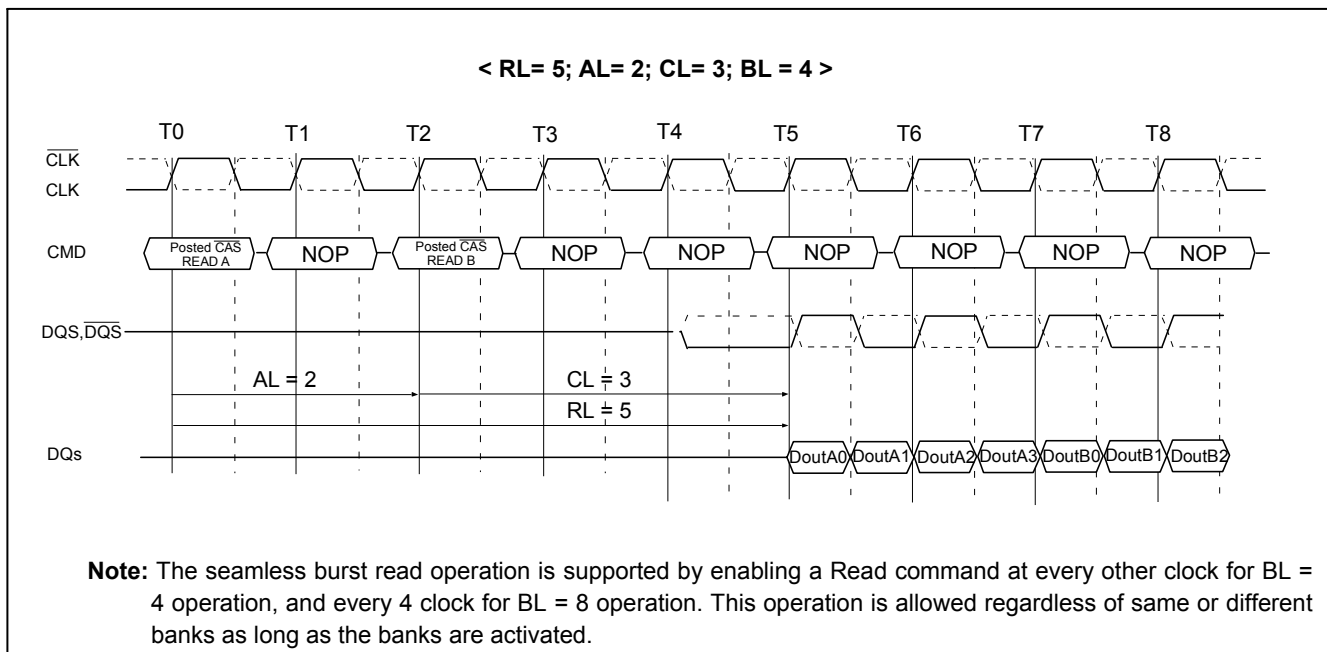 < RL= 5; AL=2; CL= 3; BL = 4 >
T0 T1 T2 T3 T4 T5 T6 T7 T8
CLK
CLK
CMD
Posted CAS
READ A
NOP
Posted CAS
READ B
NOP NOP NOP NOP NOP NOP
DQS,DQS
AL = 2 CL = 3
RL = 5
DQs
DoutA0 DoutA1 DoutA2 DoutA3 DoutB0 DoutB1 DoutB2
Note: The seamless burst read operation is supported by enabling a Read command at every other clock for BL =
4 operation, and every 4 clock for BL = 8 operation. This operation is allowed regardless of same or different
banks as long as the banks are activated.